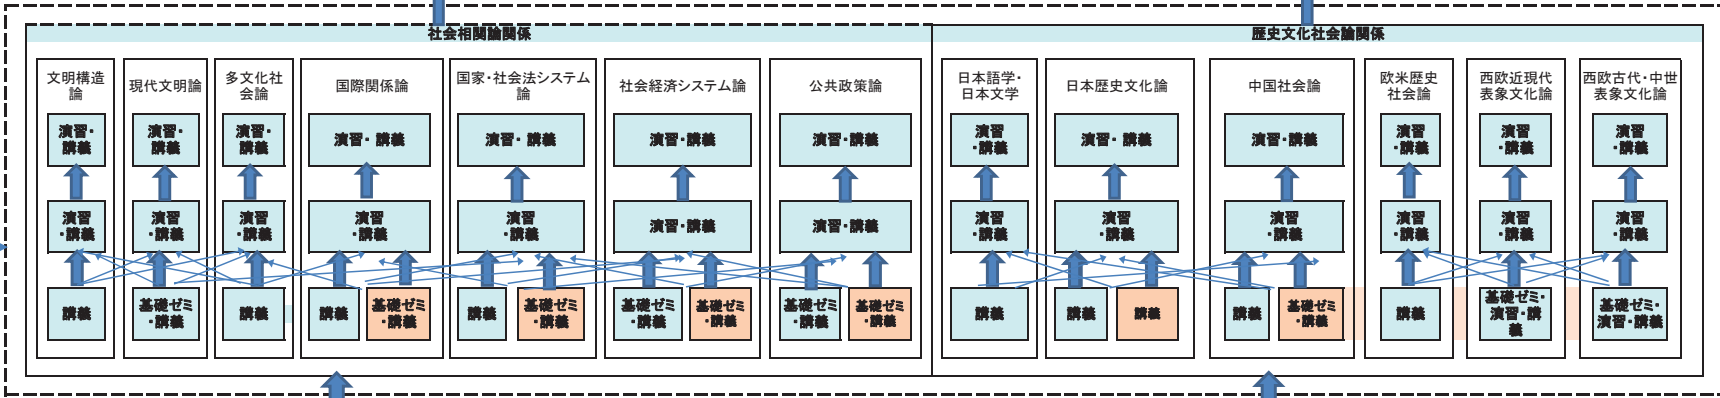 社会相関論関係
歴史文化社会論関係
文明構造
論
現代文明論
多文化社
会論
国際関係論
国家・社会法システム
論
社会経済システム論
公共政策論
日本語学・
日本文学
日本歴史文化論
中国社会論
欧米歴史
社会論
西欧近現代
表象文化論
西欧古代・中世
表象文化論
演習・
講義
演習・
講義
演習・
講義
演習・ 講義
演習・ 講義
演習・講義
演習・講義
演習
・講義
演習・ 講義
演習・講義
演習
・講義
演習
・講義
演習
・講義
演習
・講義
演習
・講義
演習
・講義
演習
・講義
演習
・講義
演習・講義
演習・講義
演習
・講義
演習
・講義
演習
・講義
演習
・講義
演習
・講義
演習
・講義
講義
基礎ゼミ
・講義
講義
講義
基礎ゼミ
・講義
講義
基礎ゼミ
・講義
基礎ゼミ
・講義
基礎ゼミ
・講義
基礎ゼミ
・講義
基礎ゼミ
・講義
講義
講義
講義
講義
基礎ゼミ
・講義
講義
基礎ゼミ・
演習・講
義
基礎ゼミ・
演習・講義